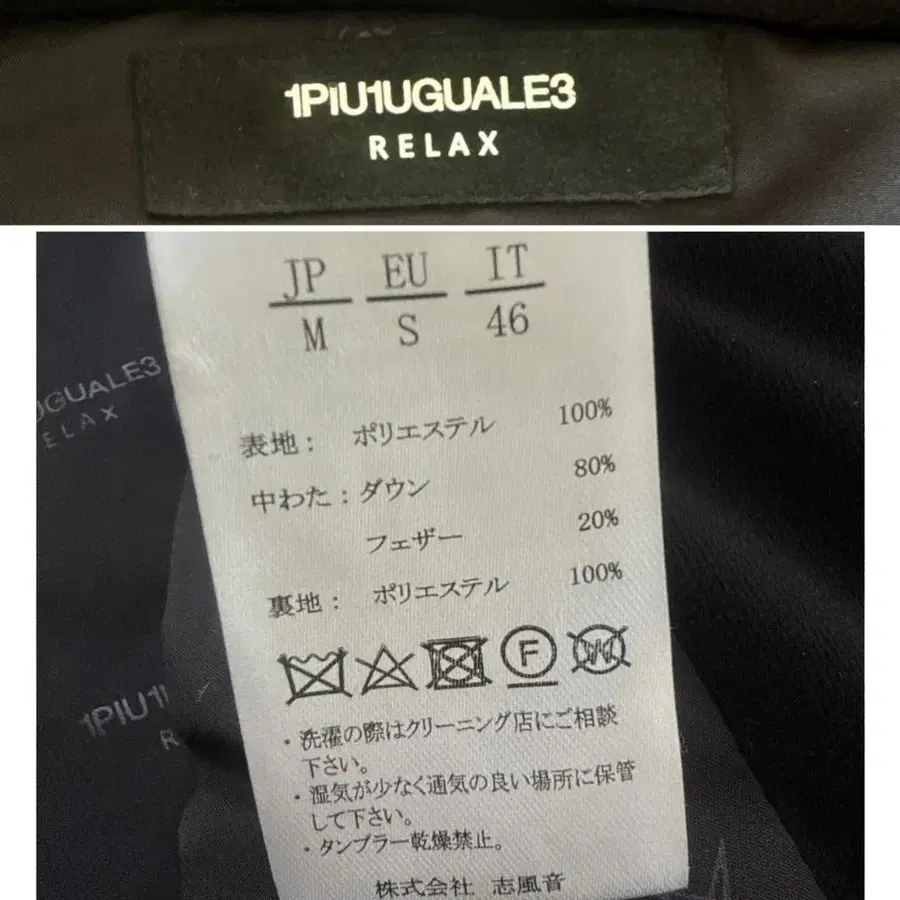 1PIU1UGUALE3
RELAX
JP EU IT
M S 46
UGUALE3
ELAX
表地： ポリエステル 100%
中わた：ダウン 80%
フェザー 20%
裏地： ポリエステル 100%
F W
1PIU1
R
・洗濯の際はクリーニング店にご相談
下さい。
・湿気が少なく通気の良い場所に保管
して下さい。
・タンブラー乾燥禁止。
株式会社 志風音